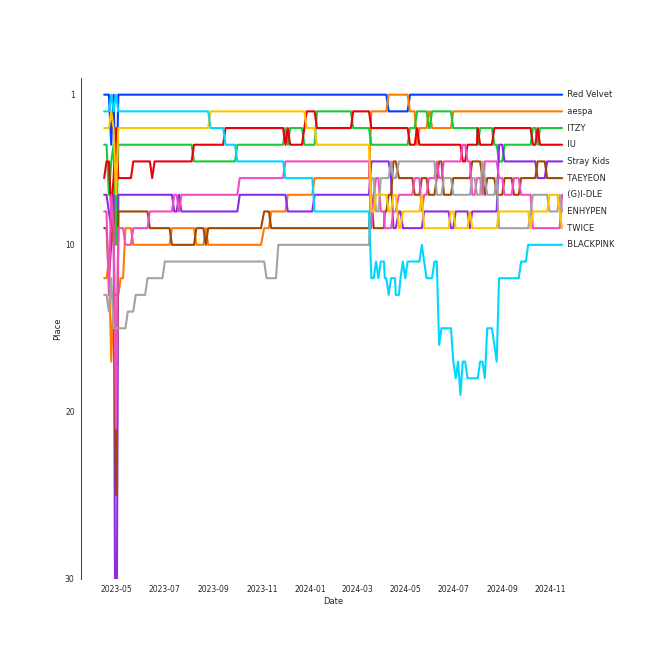 1
10
20
30
Place
2023-05
2023-07
2023-09
2023-11
2024-01
2024-03
2024-05
2024-07
2024-09
2024-11
Date
Red Velvet
aespa
ITZY
IU
Stray Kids
TAEYEON
(G)I-DLE
ENHYPEN
TWICE
BLACKPINK